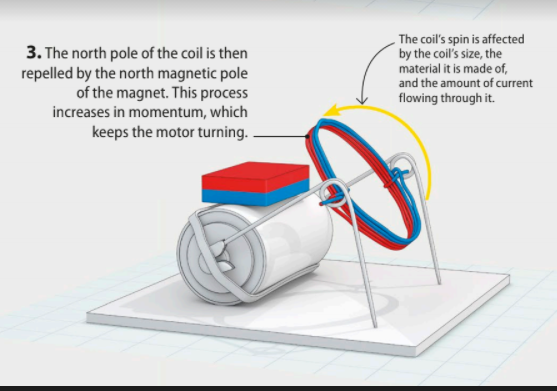 3. The north pole of the coil is then
repelled by the north magnetic pole
of the magnet. This process
increases in momentum, which
keeps the motor turning.
The coil's spin is affected
by the coil's size, the
material it is made of,
and the amount of current
flowing through it.